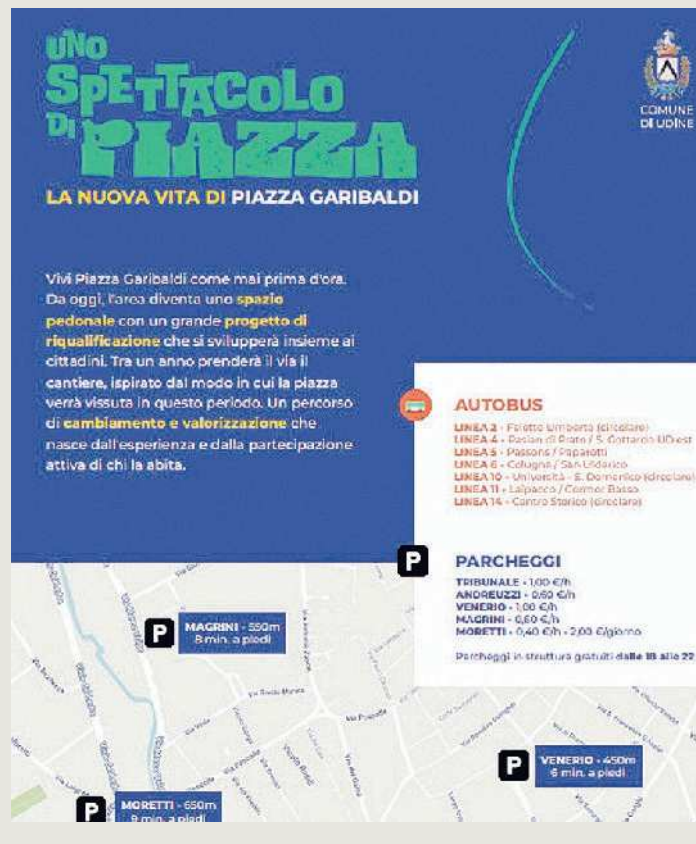 UNO
SPETTACOLO
DI PIAZZA
LA NUOVA VITA DI PIAZZA GARIBALDI
COMUNE
DI UDINE
Vivi Piazza Garibaldi come mai prima d'ora.
Da oggi, l'area diventa uno spazio
pedonale con un grande progetto di
riqualificazione che si svilupperà insieme ai
cittadini. Tra un anno prenderà il via il
cantiere, ispirato dal modo in cui la piazza
verrà vissuta in questo periodo. Un percorso
di cambiamento e valorizzazione che
nasce dall'esperienza e dalla partecipazione
attiva di chi la abita.
AUTOBUS
LINEA 2 - Feletto Umberto (circolare)
LINEA 4 - Pasian di Prato / S. Gottardo UD est
LINEA 5 - Passons / Paparotti
LINEA 6 - Colugna / San Osvaldo
LINEA 10 - Università - S. Domenico (circolare)
LINEA 11 - Laipacco / Cormor Basso
LINEA 14 - Centro Storico (circolare)
P
PARCHEGGI
TRIBUNALE - 1,00 €/h
ANDREUZZI - 0,60 €/h
VENERIO - 1,00 €/h
MAGRINI - 0,60 €/h
MORETTI - 0,40 €/h - 2,00 €/giorno
Parcheggi in struttura gratuiti dalle 18 alle 22
P
MAGRINI - 550m
8 min. a piedi
Via Poscolle
P
VENERIO - 450m
6 min. a piedi
P
MORETTI - 650m
9 min. a piedi